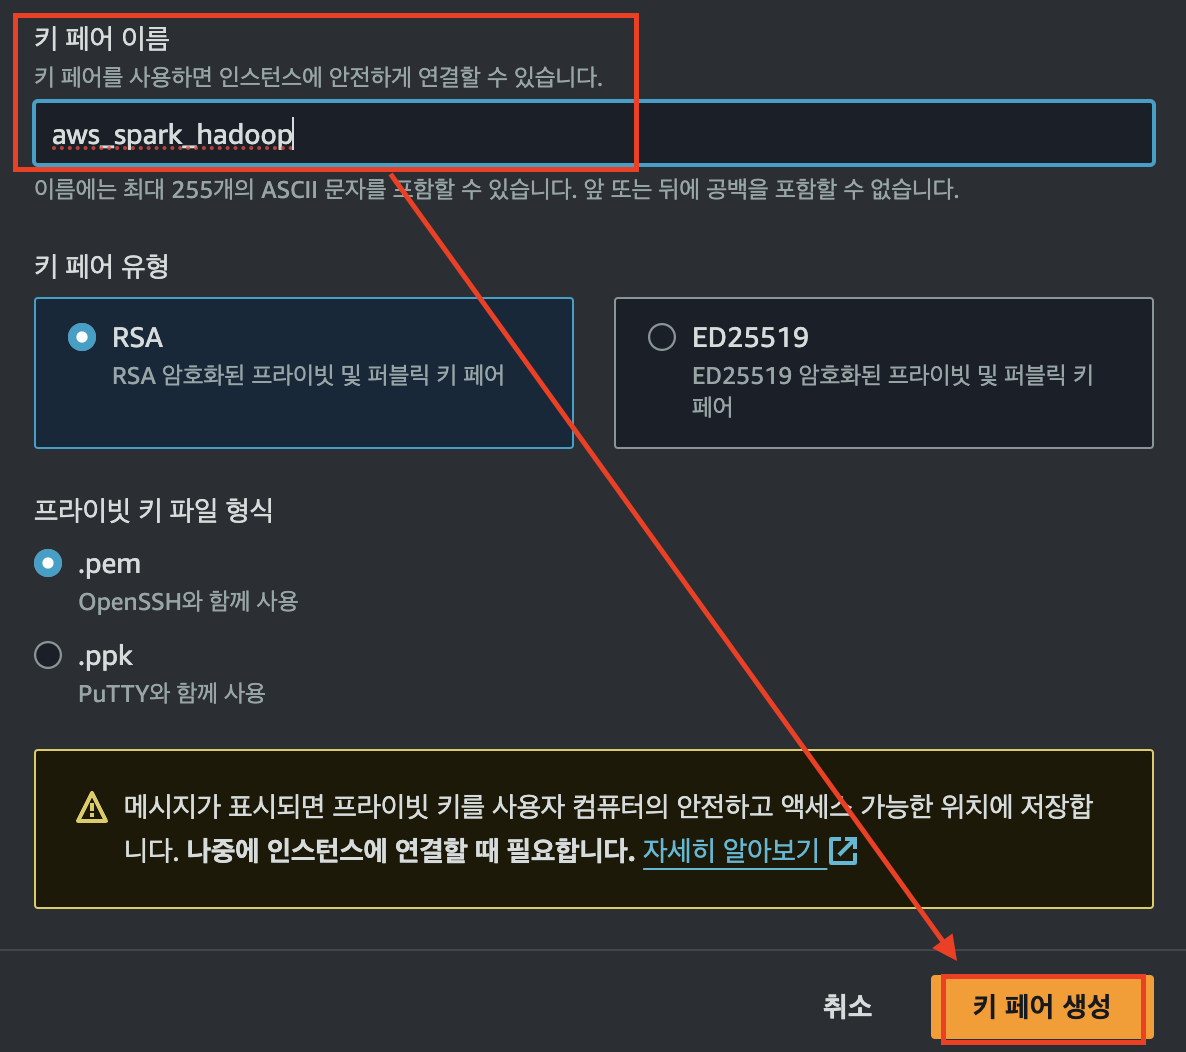 키 페어 이름
키 페어를 사용하면 인스턴스에 안전하게 연결할 수 있습니다.
aws_spark_hadoop
이름에는 최대 255개의 ASCII 문자를 포함할 수 있습니다. 앞 또는 뒤에 공백을 포함할 수 없습니다.
키 페어 유형
RSA
RSA 암호화된 프라이빗 및 퍼블릭 키 페어
ED25519
ED25519 암호화된 프라이빗 및 퍼블릭 키
페어
프라이빗 키 파일 형식
.pem
OpenSSH와 함께 사용
.ppk
PuTTY와 함께 사용
메시지가 표시되면 프라이빗 키를 사용자 컴퓨터의 안전하고 액세스 가능한 위치에 저장합
니다. 나중에 인스턴스에 연결할 때 필요합니다. 자세히 알아보기
취소
키 페어 생성